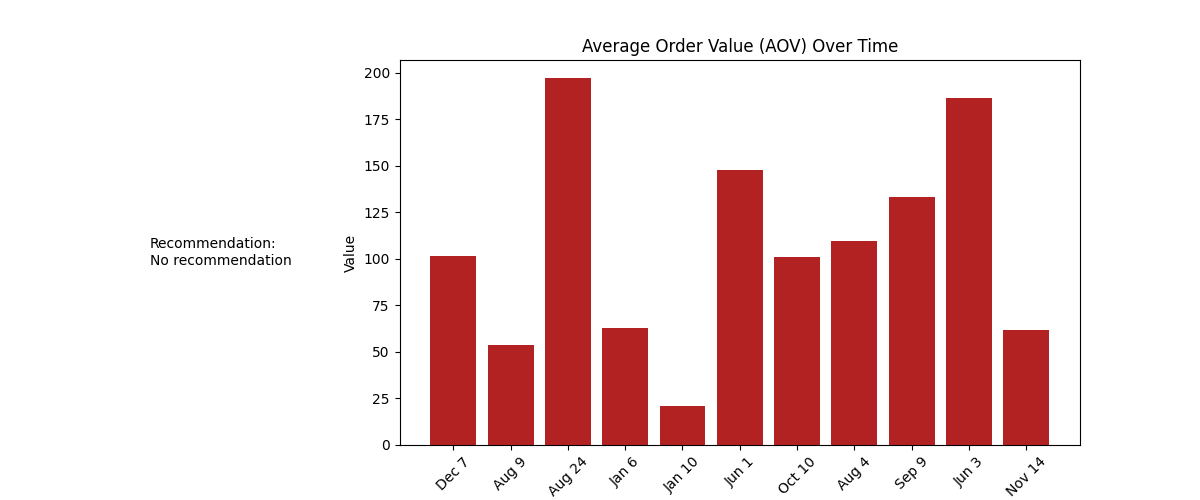 Average Order Value (AOV) Over Time
Recommendation:
No recommendation
Value
200
175
150
125
100
75
50
25
0
Dec 7
Aug 9
Aug 24
Jan 6
Jan 10
Jun 1
Oct 10
Aug 4
Sep 9
Jun 3
Nov 14